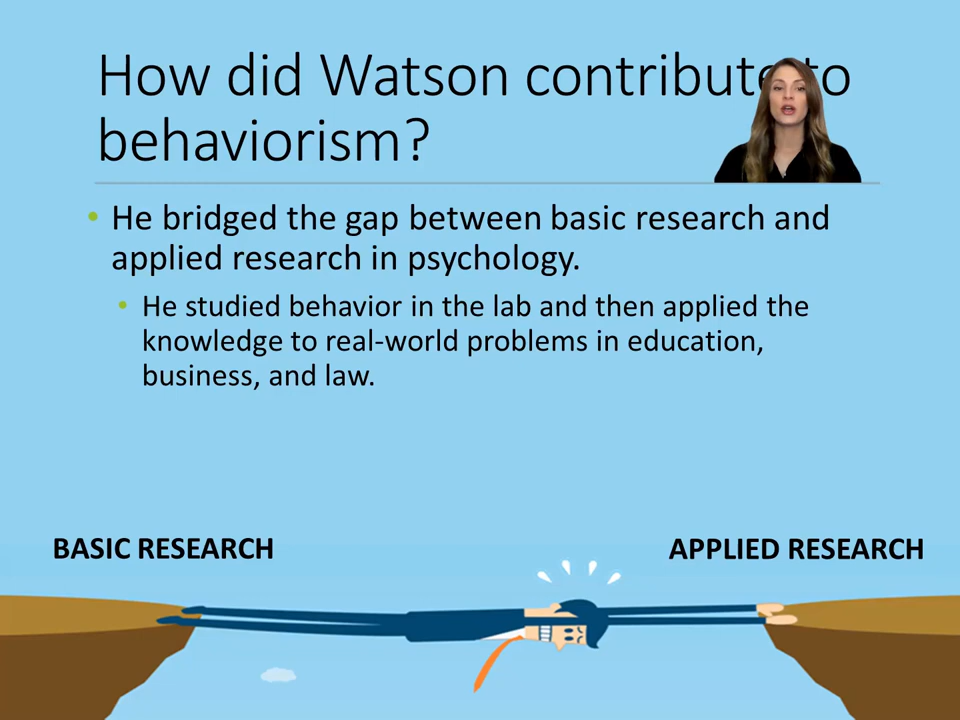 How did Watson contribute to
behaviorism?
• He bridged the gap between basic research and
applied research in psychology.
• He studied behavior in the lab and then applied the
knowledge to real-world problems in education,
business, and law.
BASIC RESEARCH
APPLIED RESEARCH